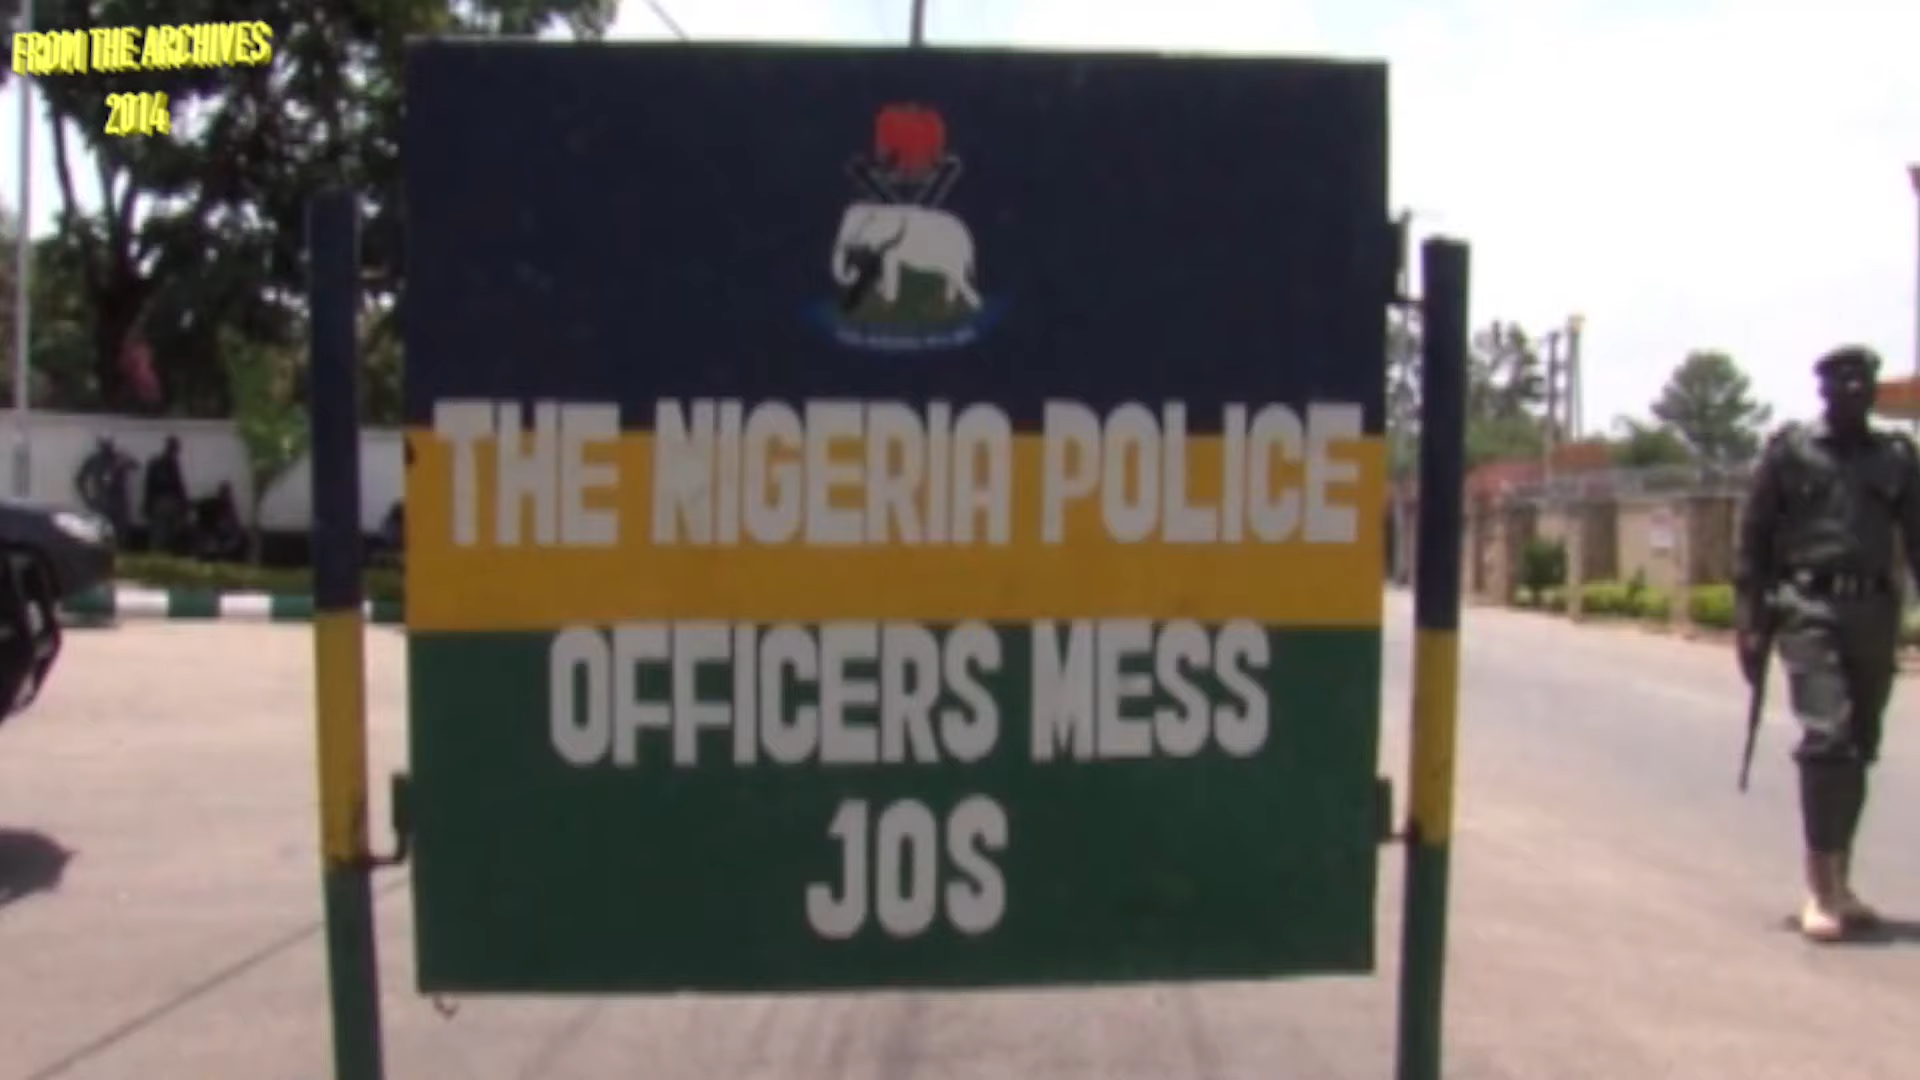 FROM THE ARCHIVES
2014
THE NIGERIA POLICE
OFFICERS MESS
JOS